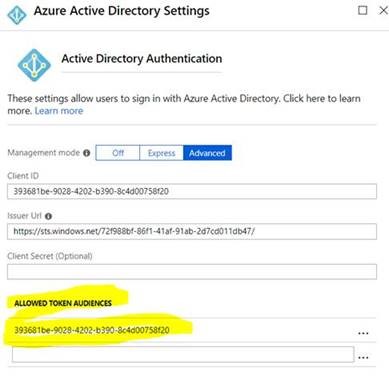 Azure Active Directory Settings
Active Directory Authentication
These settings allow users to sign in with Azure Active Directory. Click here to learn
more. Learn more
Management mode Off Express Advanced
Client ID
393681be-9028-4202-b390-8c4d00758f20
Issuer Url
https://sts.windows.net/72f988bf-86f1-41af-91ab-2d7cd011db47/
Client Secret (Optional)
ALLOWED TOKEN AUDIENCES
393681be-9028-4202-b390-8c4d00758f20 ...
...